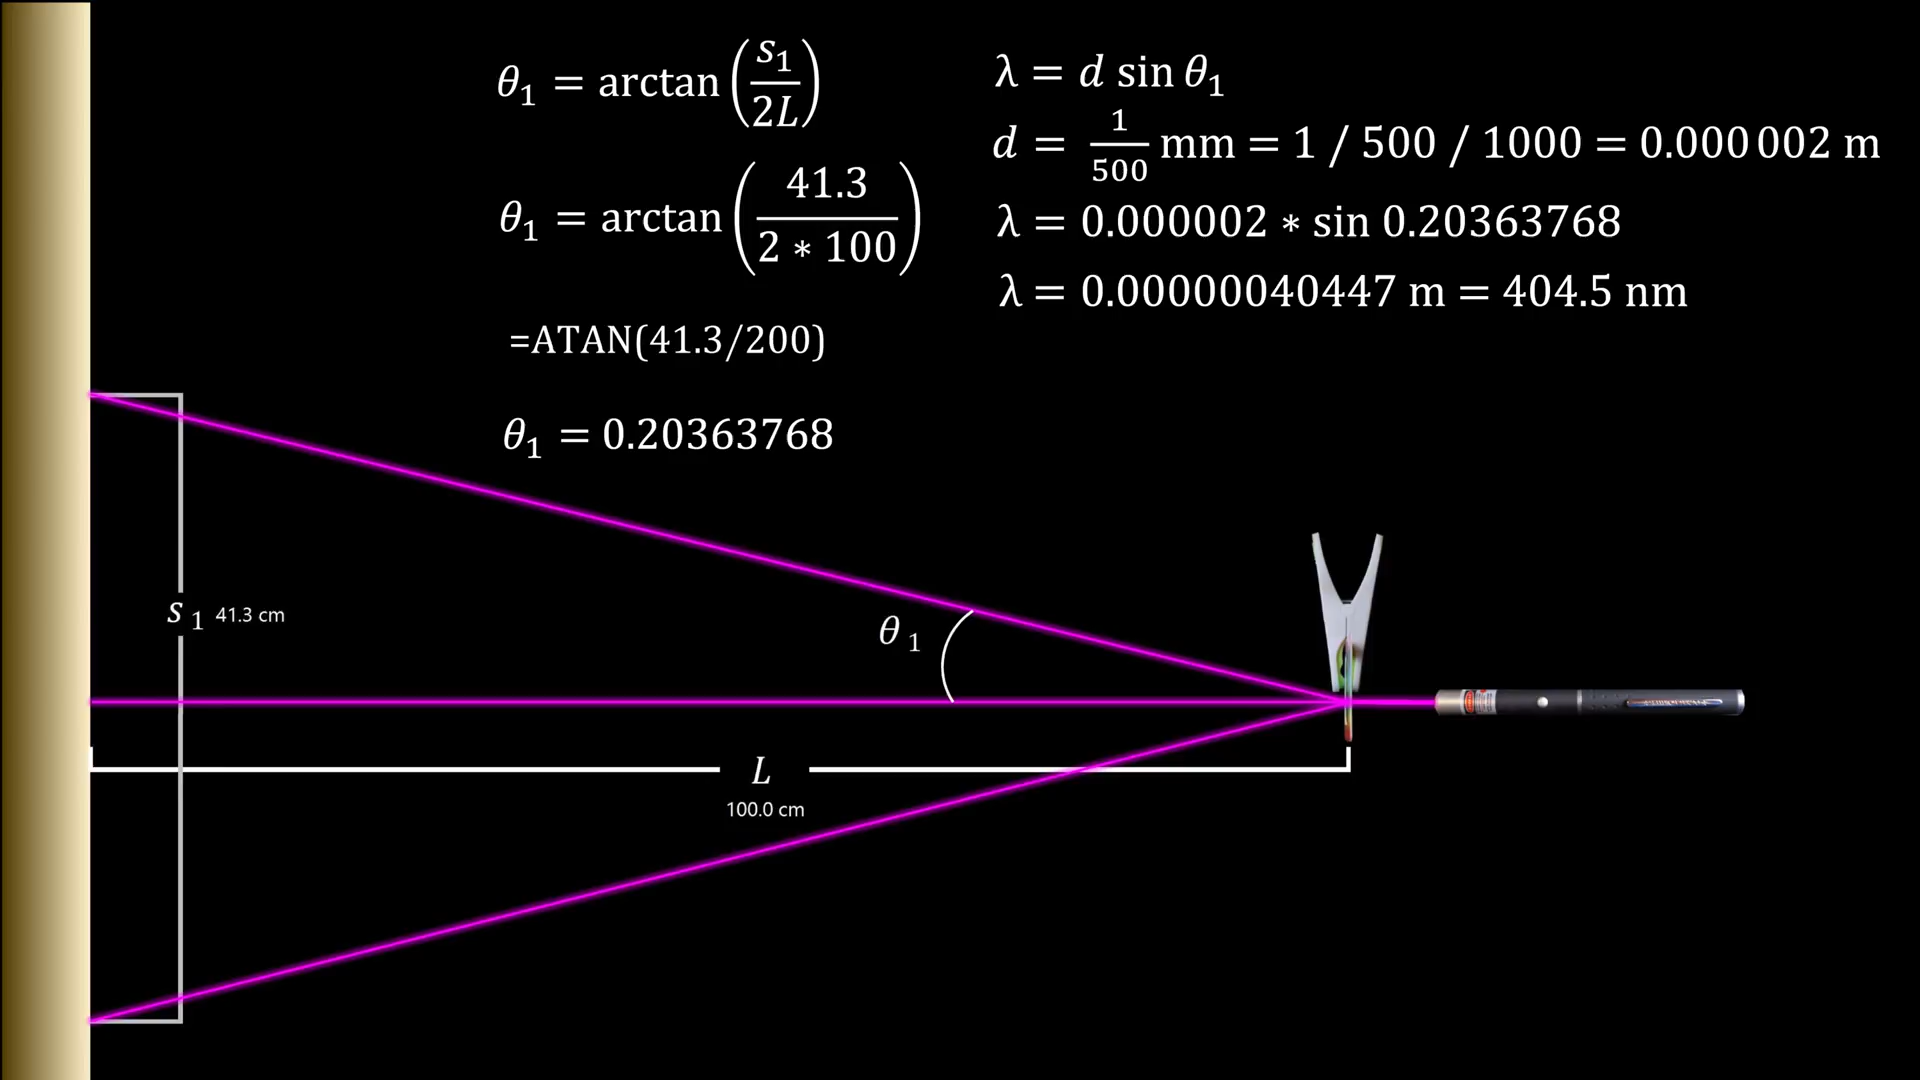 θ₁ = arctan(s₁/2L)
θ₁ = arctan(41.3/2 * 100)
=ATAN(41.3/200)
θ₁ = 0.20363768
λ = d sin θ₁
d = 1/500 mm = 1 / 500 / 1000 = 0.000 002 m
λ = 0.000002 * sin 0.20363768
λ = 0.00000040447 m = 404.5 nm
s₁ 41.3 cm
θ₁
L
100.0 cm